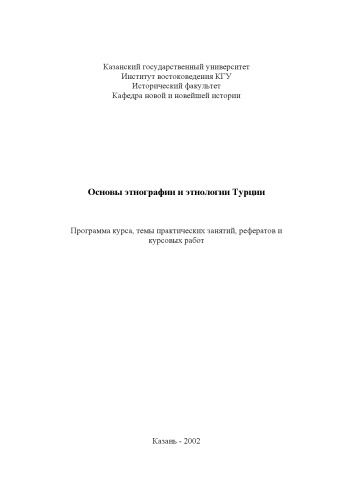 Казанский государственный университет
Институт востоковедения КГУ
Исторический факультет
Кафедра новой и новейшей истории
Основы этнографии и этнологии Турции
Программа курса, темы практических занятий, рефератов и
курсовых работ
Казань - 2002